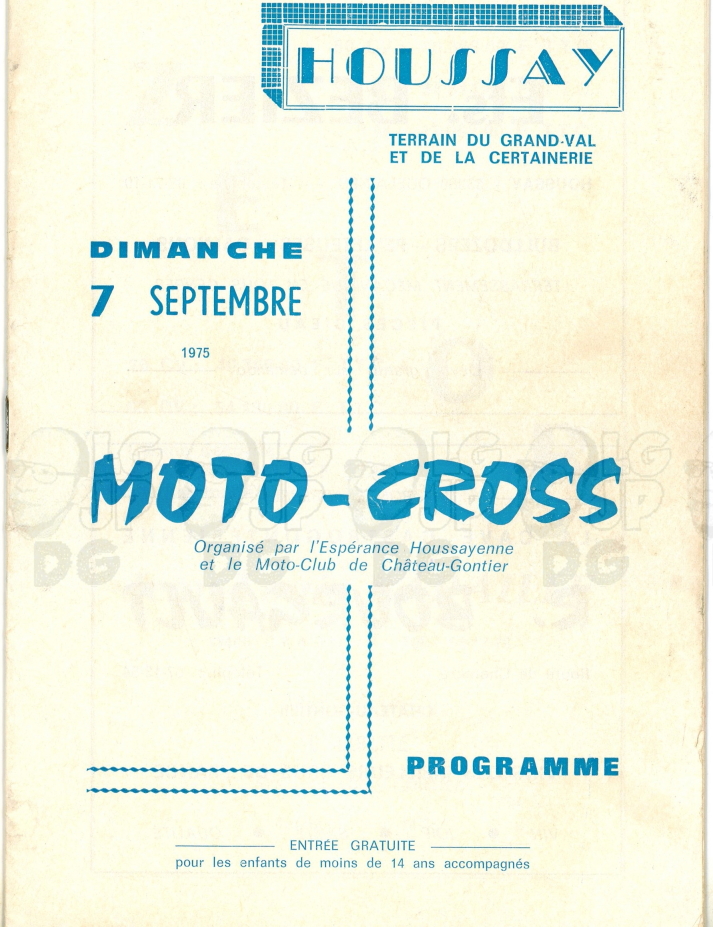 HOUSSAY
TERRAIN DU GRAND-VAL
ET DE LA CERTAINERIE
DIMANCHE
7 SEPTEMBRE
1975
MOTO-CROSS
Organisé par l'Espérance Houssayenne
et le Moto-Club de Château-Gontier
PROGRAMME
ENTRÉE GRATUITE
pour les enfants de moins de 14 ans accompagnés